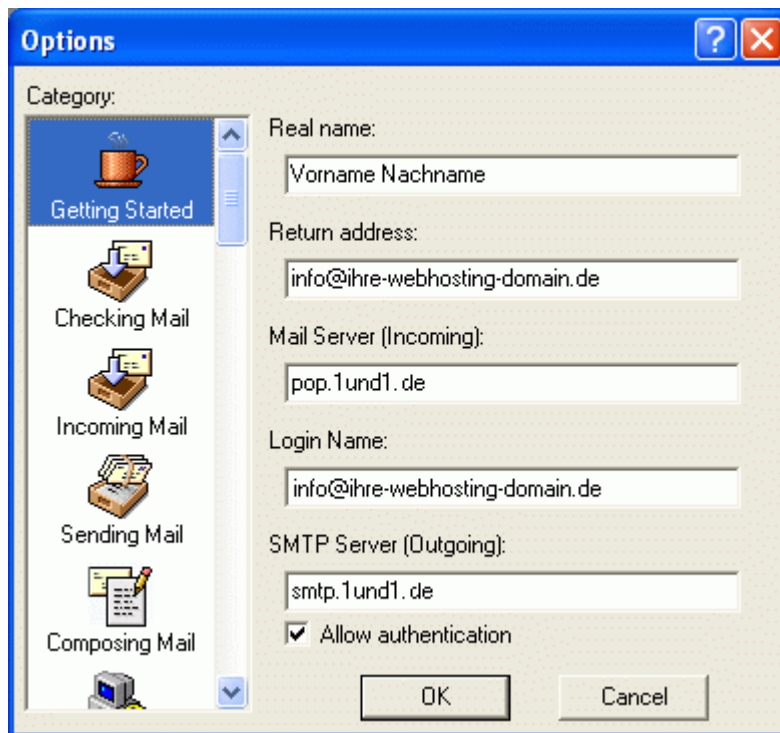 Options
Category:
Getting Started
Checking Mail
Incoming Mail
Sending Mail
Composing Mail
Real name:
Vorname Nachname
Return address:
info@ihre-webhosting-domain.de
Mail Server (Incoming):
pop.1und1.de
Login Name:
info@ihre-webhosting-domain.de
SMTP Server (Outgoing):
smtp.1und1.de
Allow authentication
OK
Cancel